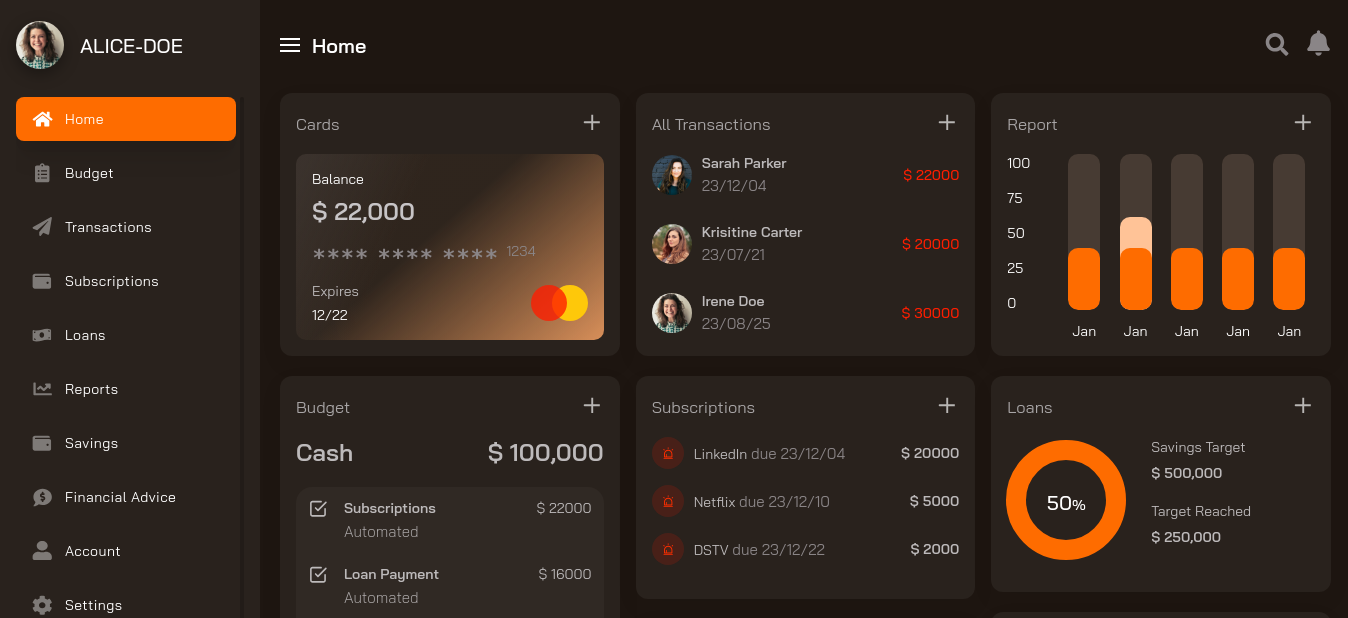 ALICE-DOE
Home
Budget
Transactions
Subscriptions
Loans
Reports
Savings
Financial Advice
Account
Settings
Home
Cards
Balance
$ 22,000
**** **** **** 1234
Expires
12/22
All Transactions
Sarah Parker
23/12/04
$ 22000
Krisitine Carter
23/07/21
$ 20000
Irene Doe
23/08/25
$ 30000
Report
100
75
50
25
0
Jan Jan Jan Jan Jan
Budget
Cash $ 100,000
Subscriptions $ 22000
Automated
Loan Payment $ 16000
Automated
Subscriptions
LinkedIn due 23/12/04 $ 20000
Netflix due 23/12/10 $ 5000
DSTV due 23/12/22 $ 2000
Loans
50%
Savings Target
$ 500,000
Target Reached
$ 250,000